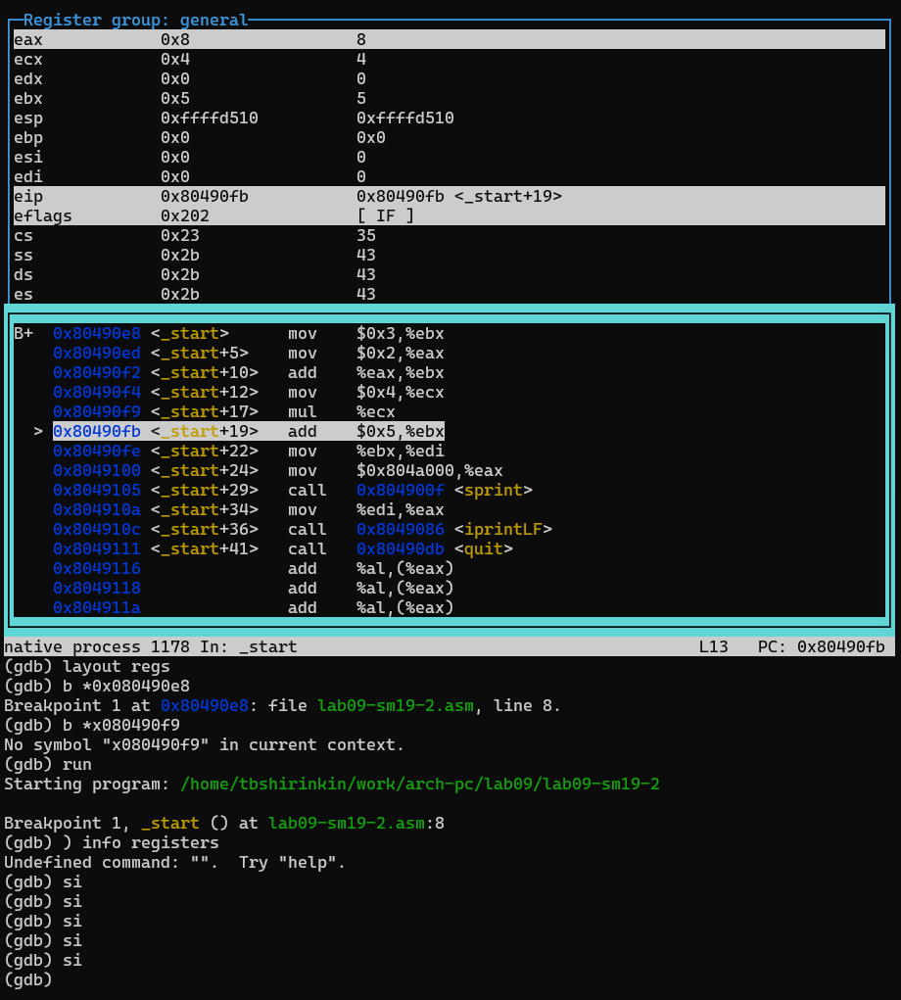 Register group: general
eax 0x8 8
ecx 0x4 4
edx 0x0 0
ebx 0x5 5
esp 0xffffd510 0xffffd510
ebp 0x0 0x0
esi 0x0 0
edi 0x0 0
eip 0x80490fb 0x80490fb <_start+19>
eflags 0x202 [ IF ]
cs 0x23 35
ss 0x2b 43
ds 0x2b 43
es 0x2b 43
B+ 0x80490e8 <_start> mov $0x3,%ebx
0x80490ed <_start+5> mov $0x2,%eax
0x80490f2 <_start+10> add %eax,%ebx
0x80490f4 <_start+12> mov $0x4,%ecx
0x80490f9 <_start+17> mul %ecx
> 0x80490fb <_start+19> add $0x5,%ebx
0x80490fe <_start+22> mov %ebx,%edi
0x8049100 <_start+24> mov $0x804a000,%eax
0x8049105 <_start+29> call 0x804900f <sprint>
0x804910a <_start+34> mov %edi,%eax
0x804910c <_start+36> call 0x8049086 <iprintLF>
0x8049111 <_start+41> call 0x80490db <quit>
0x8049116 add %al,(%eax)
0x8049118 add %al,(%eax)
0x804911a add %al,(%eax)
native process 1178 In: _start L13 PC: 0x80490fb
(gdb) layout regs
(gdb) b *0x080490e8
Breakpoint 1 at 0x80490e8: file lab09-sm19-2.asm, line 8.
(gdb) b *x080490f9
No symbol "x080490f9" in current context.
(gdb) run
Starting program: /home/tbshirinkin/work/arch-pc/lab09/lab09-sm19-2
Breakpoint 1, _start () at lab09-sm19-2.asm:8
(gdb) ) info registers
Undefined command: "". Try "help".
(gdb) si
(gdb) si
(gdb) si
(gdb) si
(gdb) si
(gdb)